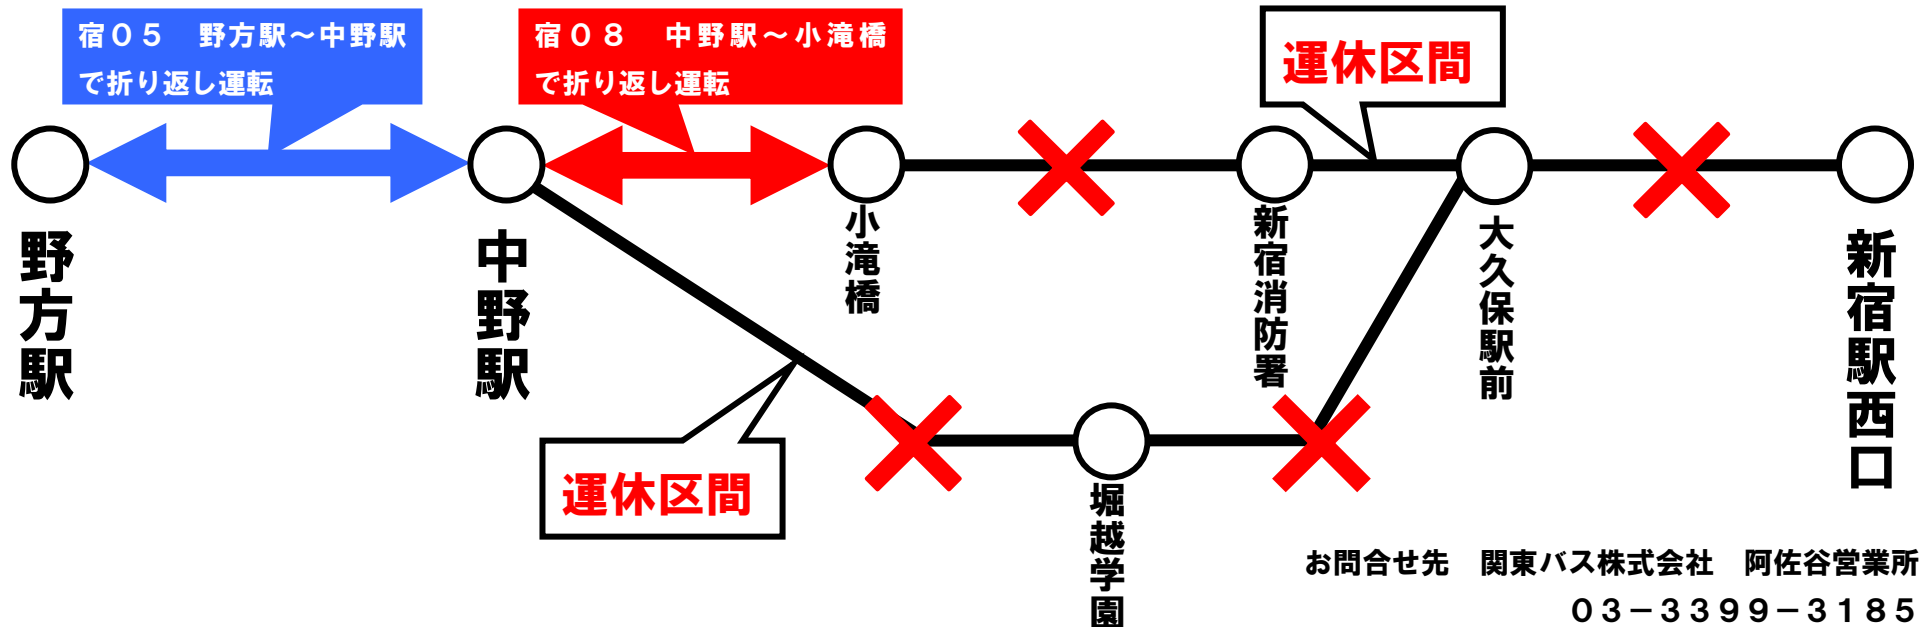 宿０５　野方駅～中野駅
で折り返し運転
宿０８　中野駅～小滝橋
で折り返し運転
運休区間
野方駅
中野駅
小滝橋
新宿消防署
大久保駅前
新宿駅西口
運休区間
堀越学園
お問合せ先　関東バス株式会社　阿佐谷営業所
０３－３３９９－３１８５